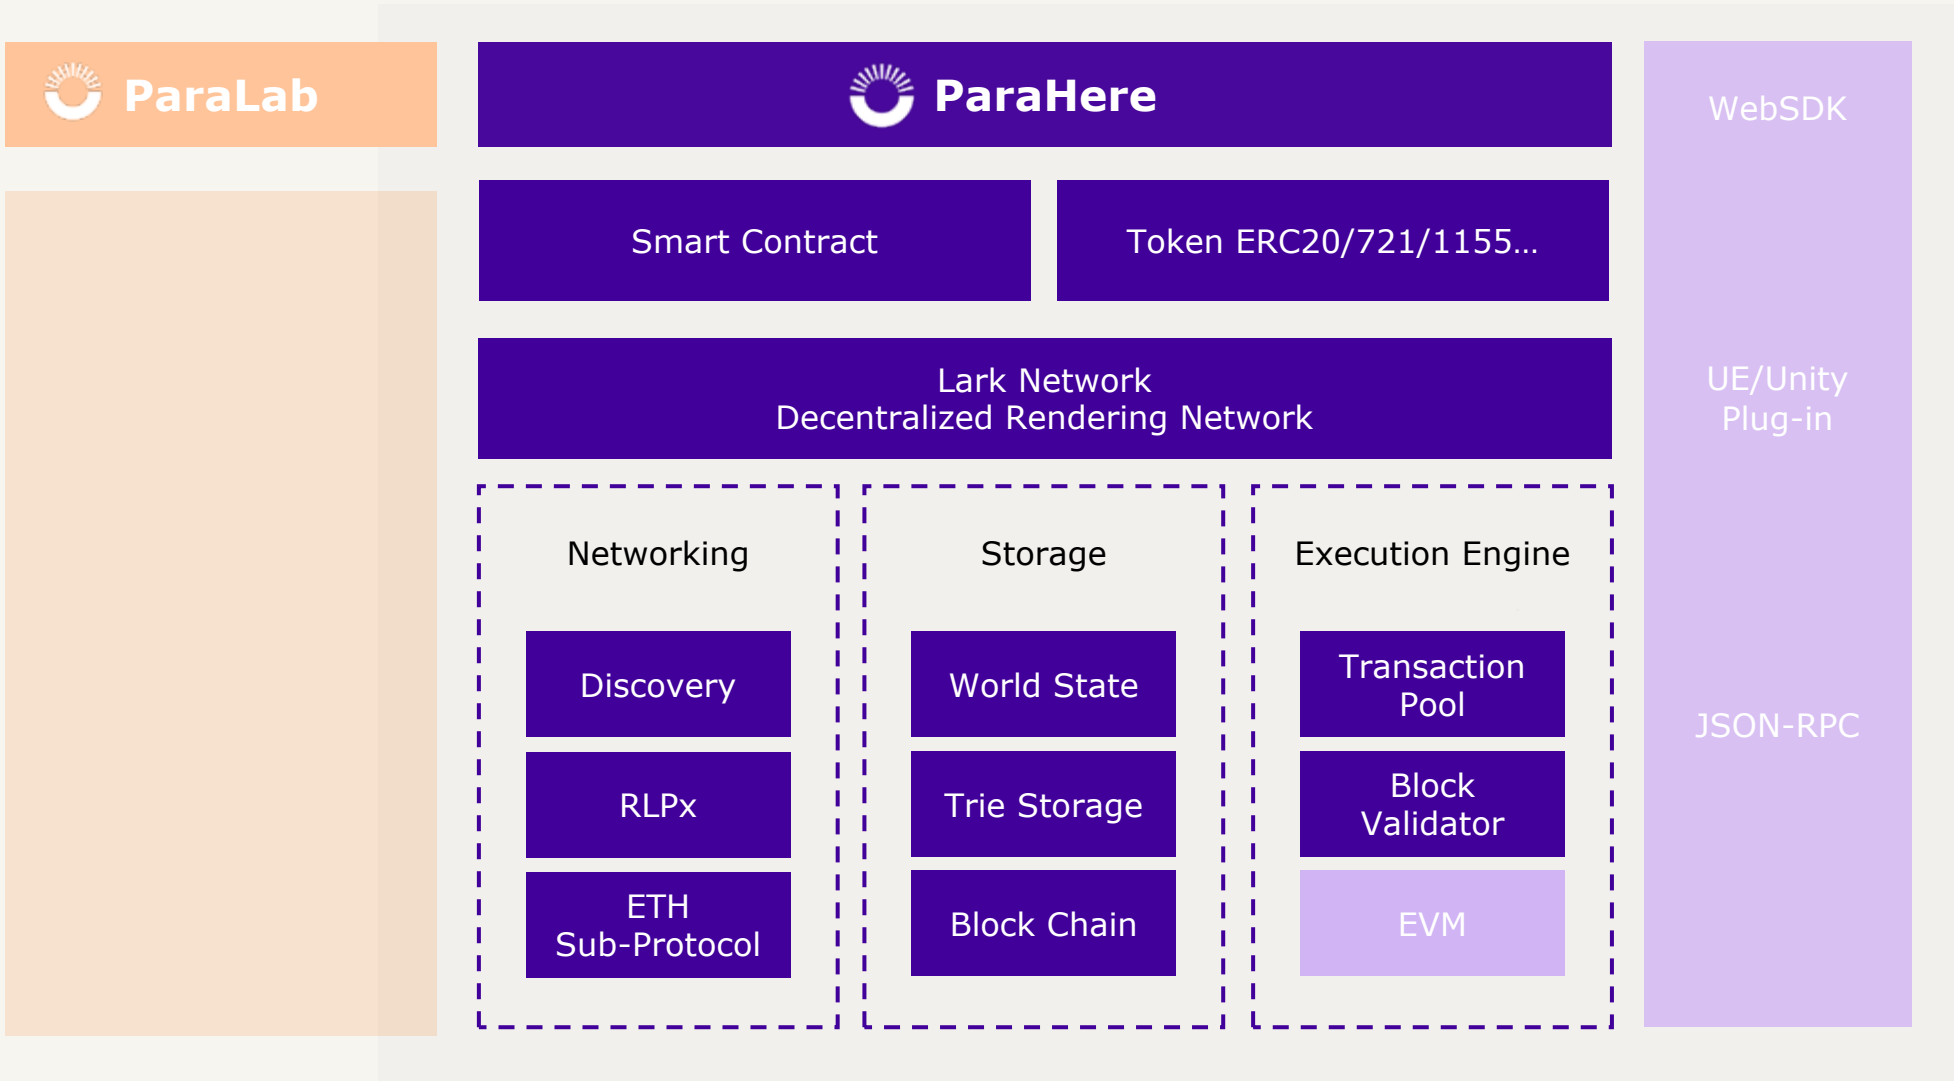 ParaLab
ParaHere
WebSDK
Smart Contract
Token ERC20/721/1155...
Lark Network
Decentralized Rendering Network
UE/Unity
Plug-in
Networking
Storage
Execution Engine
Discovery
World State
Transaction
Pool
JSON-RPC
RLPx
Trie Storage
Block
Validator
ETH
Sub-Protocol
Block Chain
EVM